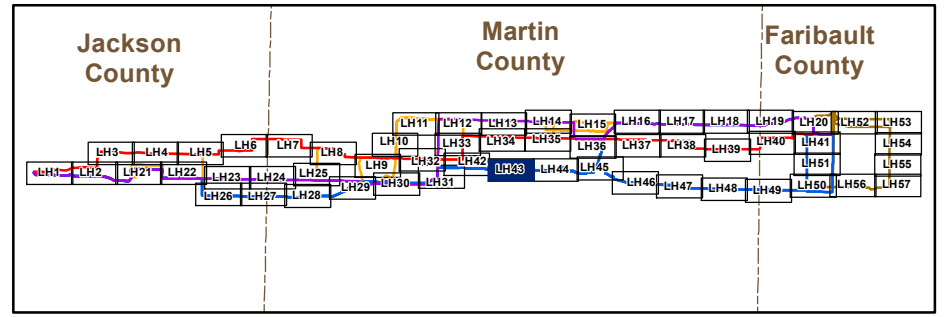 Jackson
County
Martin
County
Faribault
County
LH11 LH12 LH13 LH14 LH15 LH16 LH17 LH18 LH19 LH20 LH52 LH53
LH3 LH4 LH5 LH6 LH7 LH8 LH10 LH33 LH34 LH35 LH36 LH37 LH38 LH39 LH40 LH41 LH54
LH1 LH2 LH21 LH22 LH23 LH24 LH25 LH9 LH32 LH42 LH43 LH44 LH45 LH51 LH55
LH26 LH27 LH28 LH29 LH30 LH31 LH46 LH47 LH48 LH49 LH50 LH56 LH57